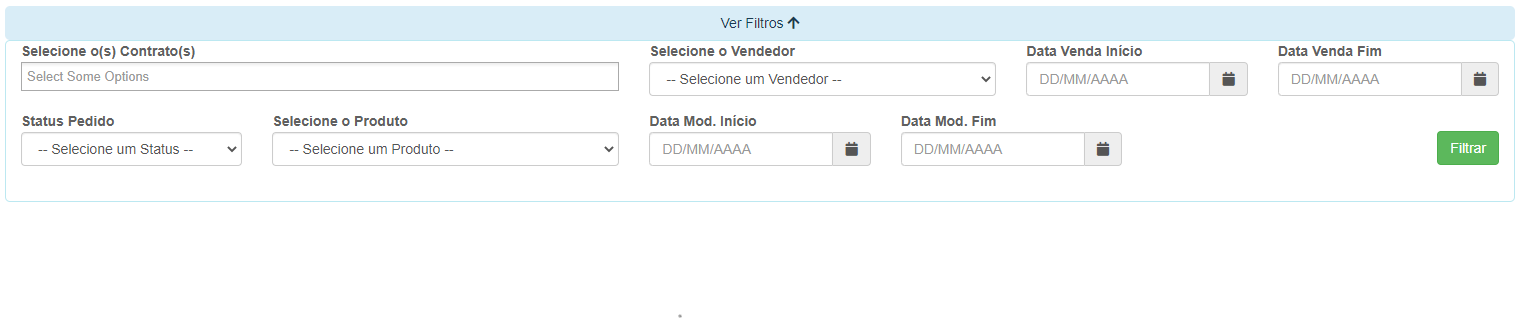 Ver Filtros
Selecione o(s) Contrato(s) Selecione o Vendedor Data Venda Início Data Venda Fim
Select Some Options -- Selecione um Vendedor -- DD/MM/AAAA DD/MM/AAAA
Status Pedido Selecione o Produto Data Mod. Início Data Mod. Fim
-- Selecione um Status -- -- Selecione um Produto -- DD/MM/AAAA DD/MM/AAAA Filtrar